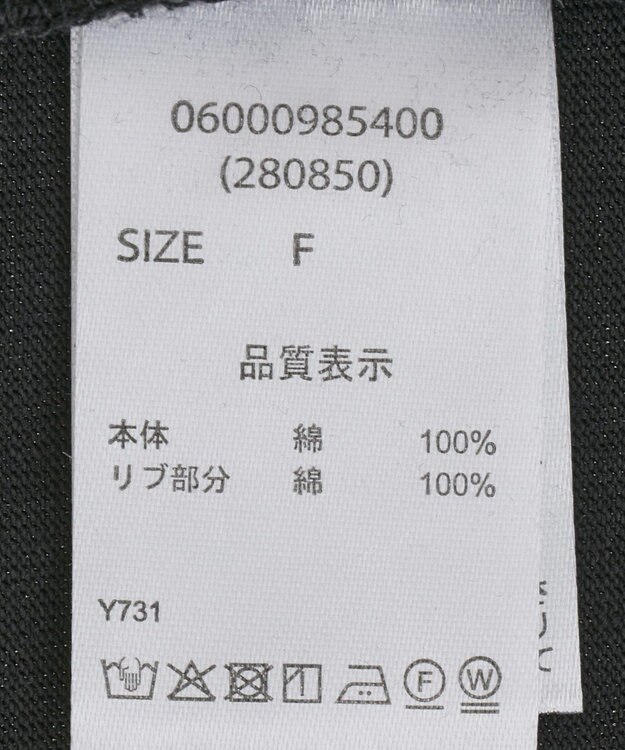 06000985400
(280850)
SIZE F
品質表示
本体 綿 100%
リブ部分 綿 100%
Y731
F W